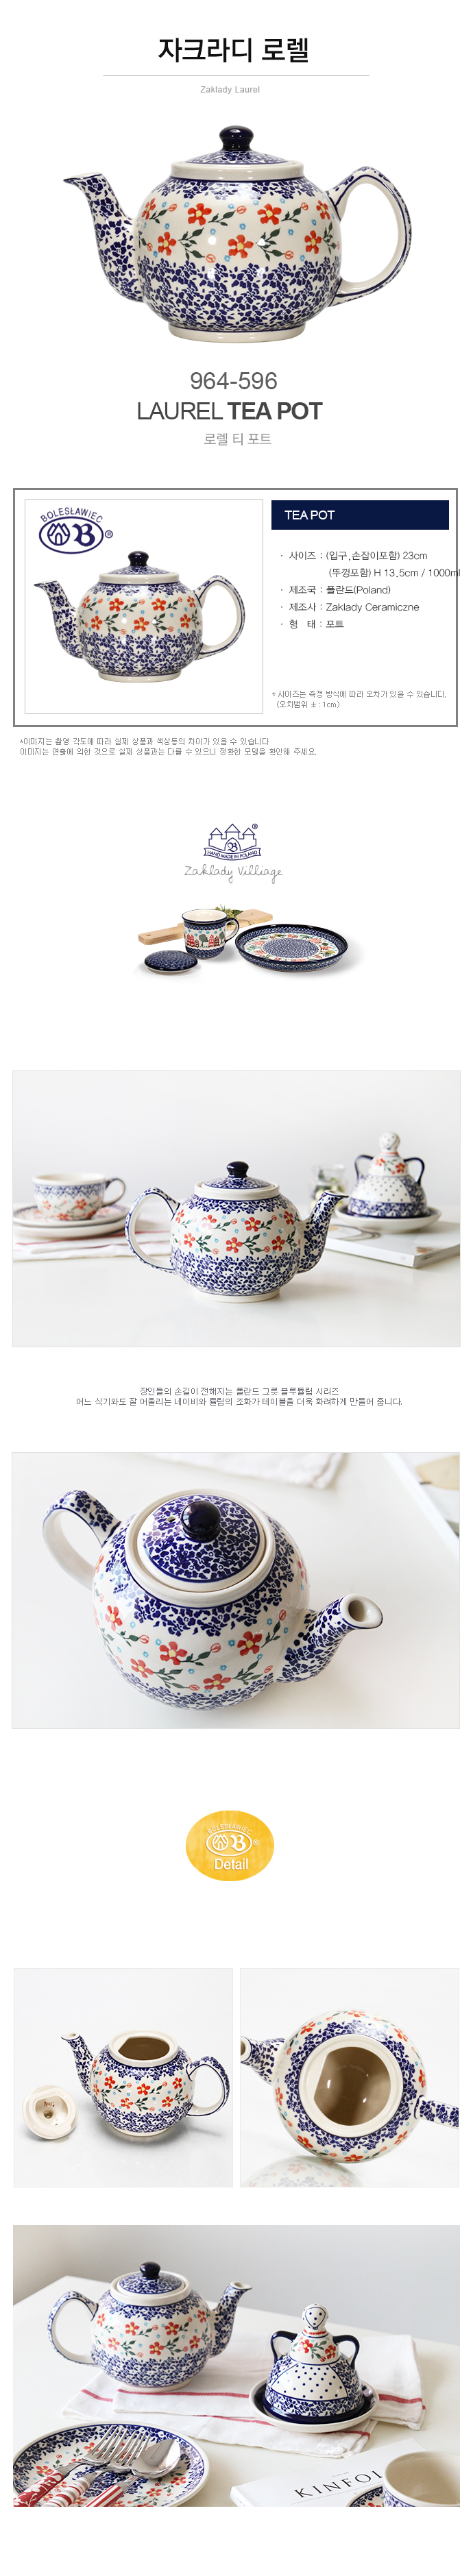 자크라디 로렐
Zaklady Laurel
964-596
LAUREL TEA POT
로렐 티 포트
BOLESŁAWIEC
B
®
TEA POT
· 사이즈 : (입구,손잡이포함) 23cm
(뚜껑포함) H 13.5cm / 1000ml
· 제조국 : 폴란드(Poland)
· 제조사 : Zaklady Ceramiczne
· 형 태 : 포트
* 사이즈는 측정 방식에 따라 오차가 있을 수 있습니다.
(오차범위 ± : 1cm)
*이미지는 촬영 각도에 따라 실제 상품과 색상등의 차이가 있을 수 있습니다
이미지는 연출에 의한 것으로 실제 상품과는 다를 수 있으니 정확한 모델을 확인해 주세요.
®
B
HAND MADE IN POLAND
Zaklady Villiage
장인들의 손길이 전해지는 폴란드 그릇 블루튤립 시리즈
어느 식기와도 잘 어울리는 네이비와 튤립의 조화가 테이블을 더욱 화려하게 만들어 줍니다.
BOLESŁAWIEC
B
®
Detail
KINFOL